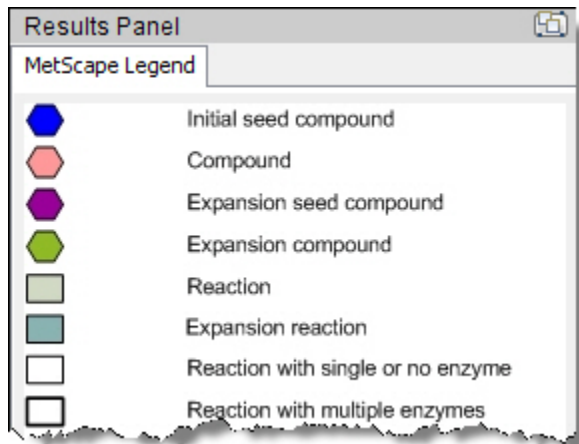 Results Panel
MetScape Legend
Initial seed compound
Compound
Expansion seed compound
Expansion compound
Reaction
Expansion reaction
Reaction with single or no enzyme
Reaction with multiple enzymes